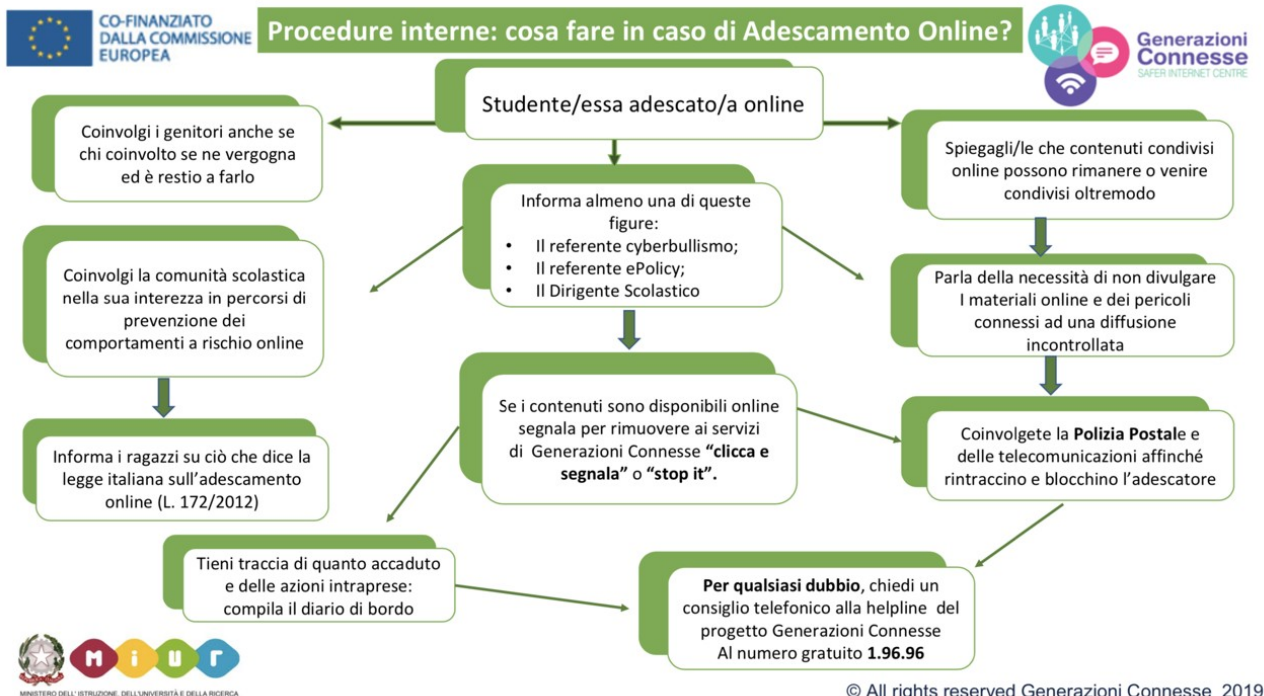 CO-FINANZIATO
DALLA COMMISSIONE
EUROPEA
Procedure interne: cosa fare in caso di Adescamento Online?
Generazioni
Connesse
SAFER INTERNET CENTRE
Studente/essa adescato/a online
Coinvolgi i genitori anche se
chi coinvolto se ne vergogna
ed è restio a farlo
Spiegagli/le che contenuti condivisi
online possono rimanere o venire
condivisi oltremodo
Informa almeno una di queste
figure:
• Il referente cyberbullismo;
• Il referente ePolicy;
• Il Dirigente Scolastico
Coinvolgi la comunità scolastica
nella sua interezza in percorsi di
prevenzione dei
comportamenti a rischio online
Parla della necessità di non divulgare
I materiali online e dei pericoli
connessi ad una diffusione
incontrollata
Se i contenuti sono disponibili online
segnala per rimuovere ai servizi
di Generazioni Connesse "clicca e
segnala" o "stop it".
Informa i ragazzi su ciò che dice la
legge italiana sull'adescamento
online (L. 172/2012)
Coinvolgete la Polizia Postale e
delle telecomunicazioni affinché
rintraccino e blocchino l'adescatore
Tieni traccia di quanto accaduto
e delle azioni intraprese:
compila il diario di bordo
Per qualsiasi dubbio, chiedi un
consiglio telefonico alla helpline del
progetto Generazioni Connesse
Al numero gratuito 1.96.96
MIUr
MINISTERO DELL' ISTRUZIONE, DELL'UNIVERSITÀ E DELLA RICERCA
© All rights reserved Generazioni Connesse 2019